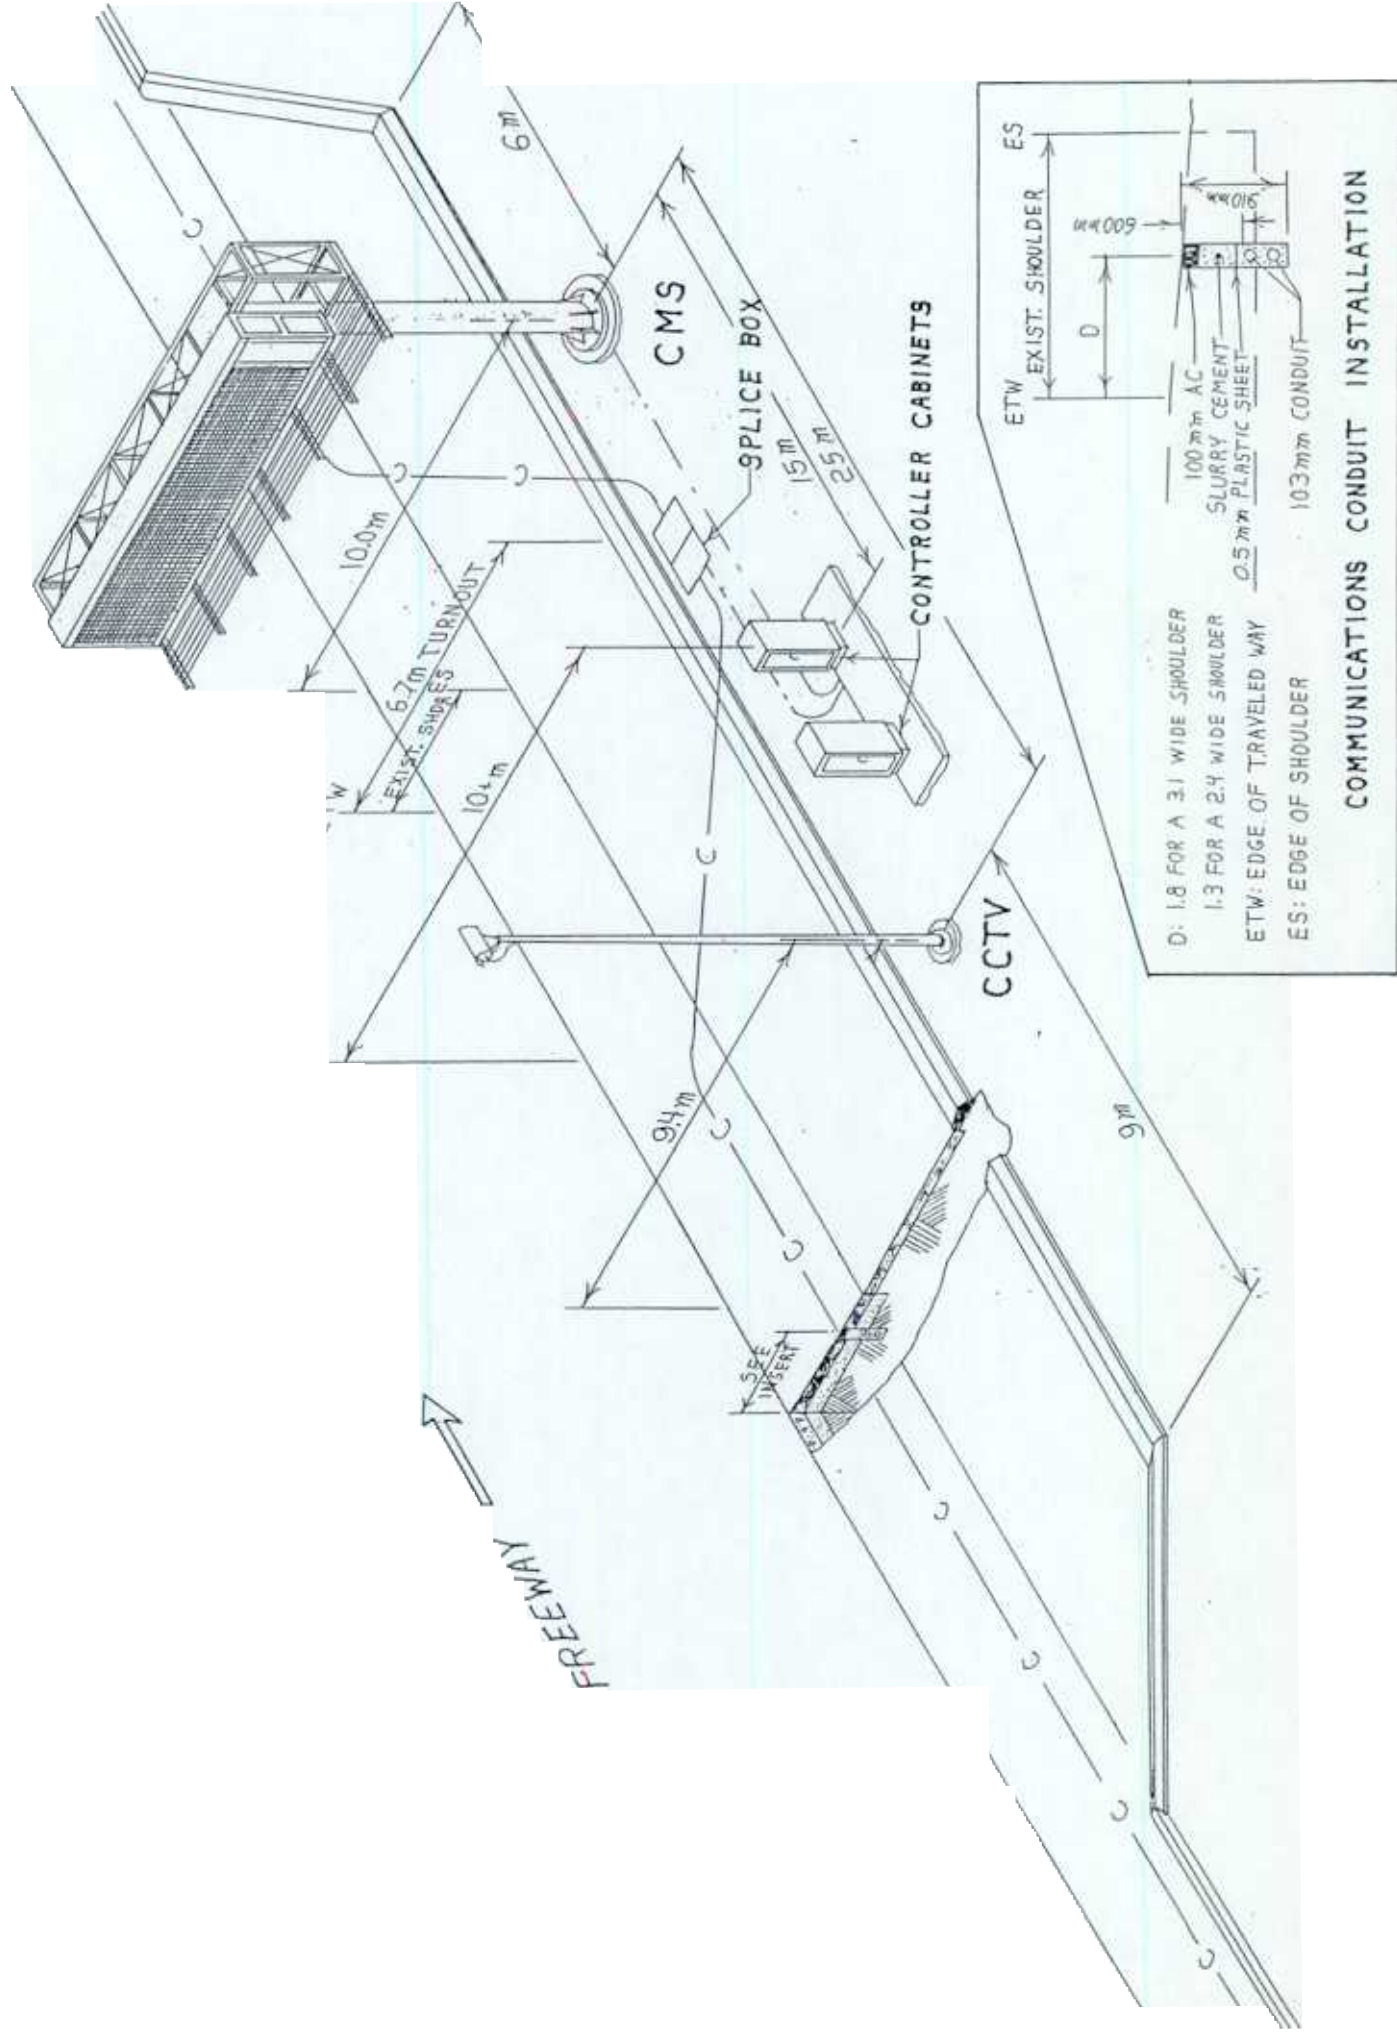 FREEWAY
6m
10.0m
6.7m TURNOUT
EXIST. SHDR
ES
9.4m
SEE
INSERT
CMS
SPLICE BOX
15m
25m
CONTROLLER CABINETS
CCTV
9m
C
C
C
C
C
C
C
C
C
C
ETW
EXIST. SHOULDER
ES
D
600mm
910mm
100mm AC
SLURRY CEMENT
0.5mm PLASTIC SHEET
103mm CONDUIT
D: 1.8 FOR A 3.1 WIDE SHOULDER
1.3 FOR A 2.4 WIDE SHOULDER
ETW: EDGE OF TRAVELED WAY
ES: EDGE OF SHOULDER
COMMUNICATIONS CONDUIT INSTALLATION